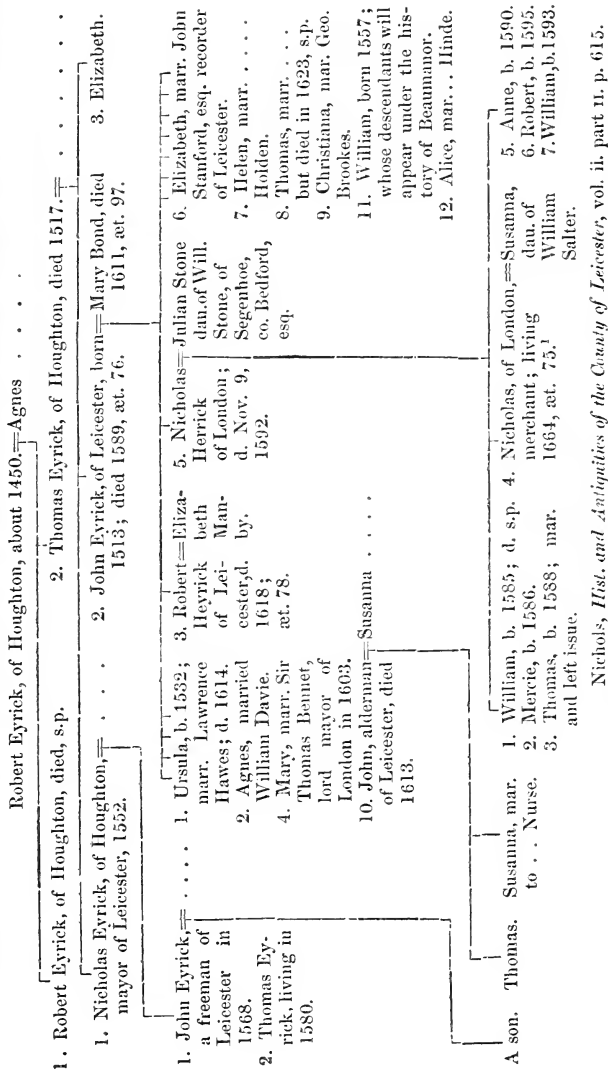 Robert Eyrick, of Houghton, about 1450.=Agnes . . . .
1. Robert Eyrick, of Houghton, died, s.p.
2. Thomas Eyrick, of Houghton, died 1517.= . . . . .
1. Nicholas Eyrick, of Houghton,= . . . .
mayor of Leicester, 1552.
2. John Eyrick, of Leicester, born=Mary Bond, died
1513; died 1589, æt. 76.
1611, æt. 97.
3. Elizabeth.
1. John Eyrick,= . . . . .
a freeman of
Leicester in
1568.
2. Thomas Ey-
rick, living in
1580.
1. Ursula, b. 1532;
marr. Lawrence
Hawes; d. 1614.
2. Agnes, married
William Davie.
4. Mary, marr. Sir
Thomas Bennet,
lord mayor of
London in 1603.
10. John, alderman=Susanna . . . .
of Leicester, died
1613.
3. Robert=Eliza-
Heyrick beth
of Lei- Man-
cester,d. by.
1618;
æt. 78.
5. Nicholas=Julian Stone
Herrick dau.of Will.
of London; Stone, of
d. Nov. 9, Segenhoe,
1592. co. Bedford,
esq.
6. Elizabeth, marr. John
Stanford, esq. recorder
of Leicester.
7. Helen, marr. . . . .
Holden.
8. Thomas, marr. . . . .
but died in 1623, s.p.
9. Christiana, mar. Geo.
Brookes.
11. William, born 1557;
whose descendants will
appear under the his-
tory of Beaumanor.
12. Alice, mar... Hinde.
A son.
Thomas.
Susanna, mar.
to . . Nurse.
1. William, b. 1585; d. s.p.
2. Mercie, b. 1586.
3. Thomas, b. 1588; mar.
and left issue.
4. Nicholas, of London,=Susanna,
merchant; living dau. of
1664, æt. 75.¹ William
Salter.
5. Anne, b. 1590.
6. Robert, b. 1595.
7. William,b.1593.
Nichols, Hist. and Antiquities of the County of Leicester, vol. ii. part II. p. 615.